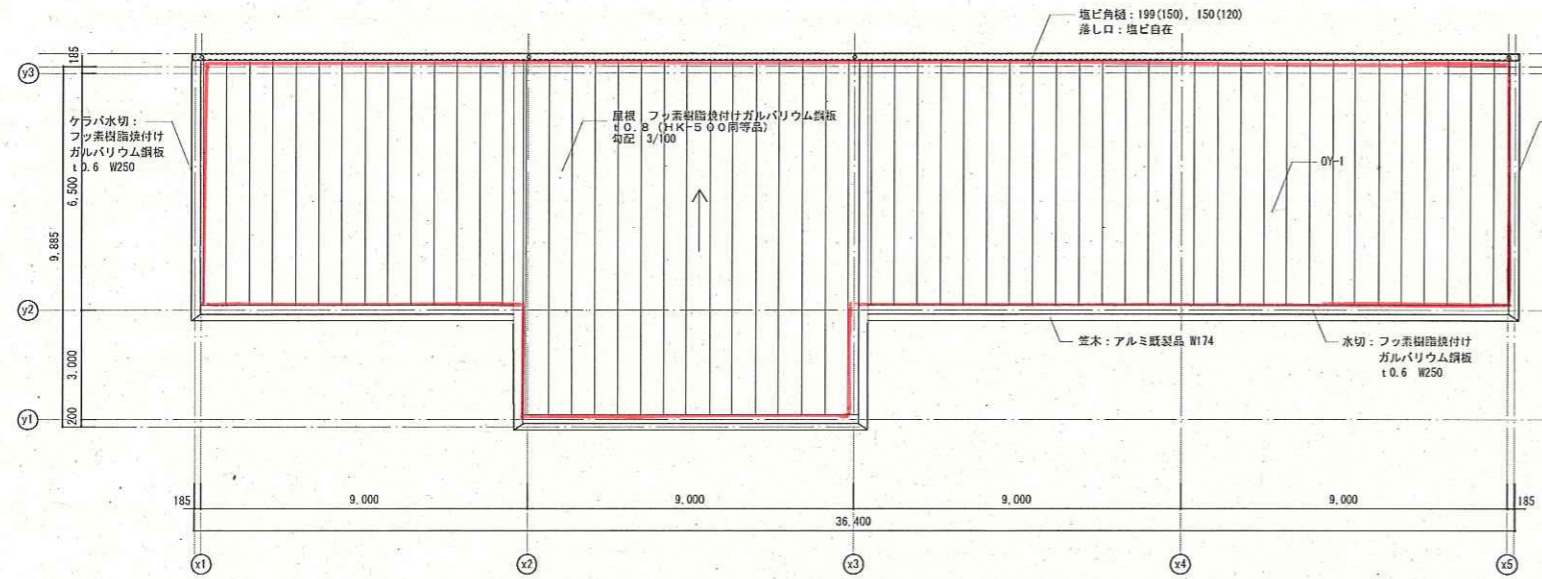 塩ビ角樋：199(150), 150(120)
落し口：塩ビ自在
185
y3
ケラバ水切：
フッ素樹脂焼付け
ガルバリウム鋼板
t0.6 W250
屋根 フッ素樹脂焼付けガルバリウム鋼板
t0.8 (HK-500同等品)
勾配 3/100
OY-1
6,500
9,885
y2
3,000
笠木：アルミ既製品 W174
水切：フッ素樹脂焼付け
ガルバリウム鋼板
t0.6 W250
y1
200
185
9,000
9,000
9,000
9,000
185
36,400
x1
x2
x3
x4
x5